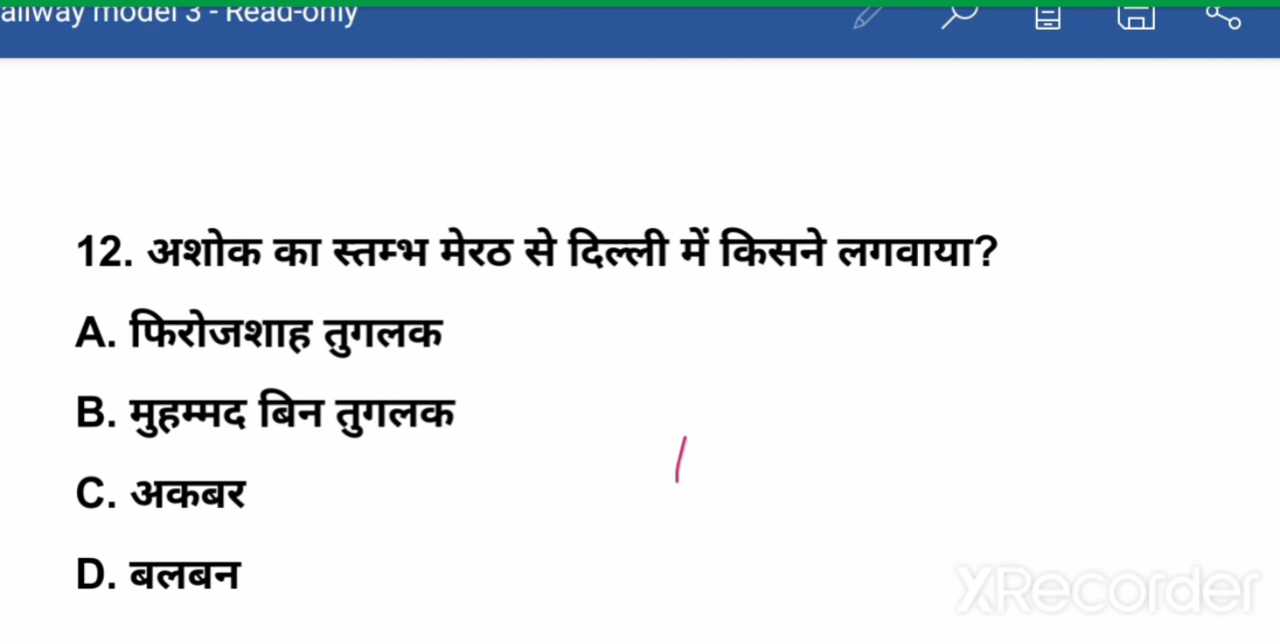 ailway model 3 - Read-only
12. अशोक का स्तम्भ मेरठ से दिल्ली में किसने लगवाया?
A. फिरोजशाह तुगलक
B. मुहम्मद बिन तुगलक
C. अकबर
D. बलबन
XRecorder